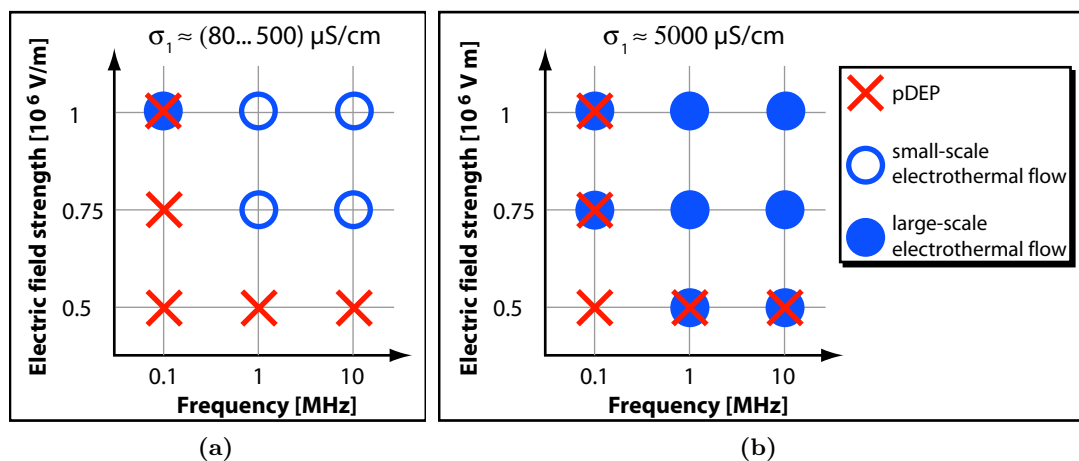 σ₁ ≈ (80... 500) µS/cm
Electric field strength [10⁶ V/m]
1
0.75
0.5
0.1 1 10
Frequency [MHz]
(a)
σ₁ ≈ 5000 µS/cm
Electric field strength [10⁶ V m]
1
0.75
0.5
0.1 1 10
Frequency [MHz]
(b)
pDEP
small-scale
electrothermal flow
large-scale
electrothermal flow